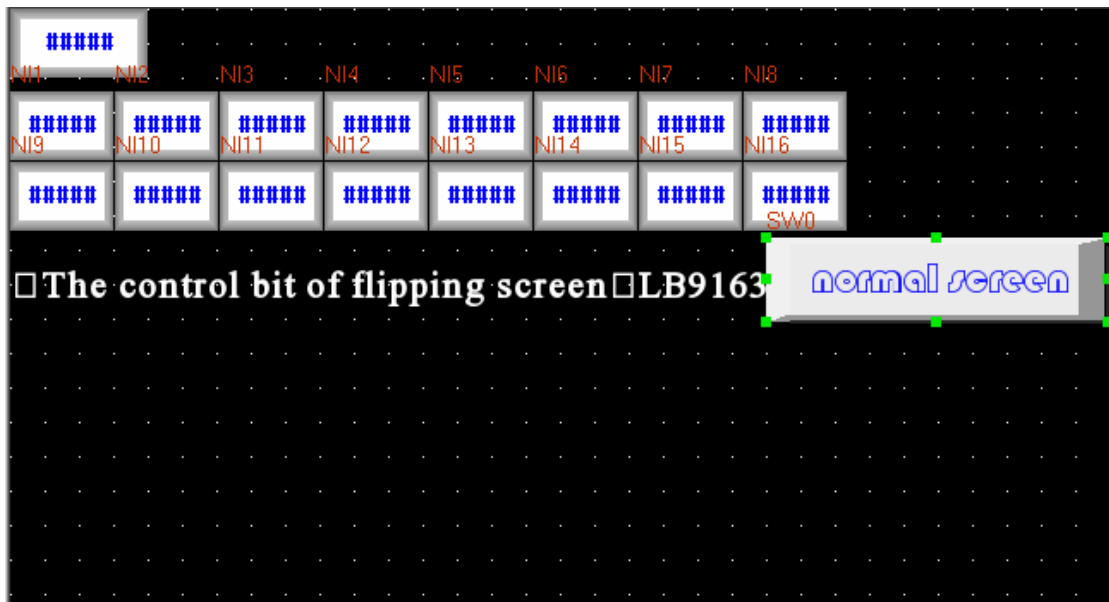 #####
NI1 NI2 NI3 NI4 NI5 NI6 NI7 NI8
##### ##### ##### ##### ##### ##### ##### #####
NI9 NI10 NI11 NI12 NI13 NI14 NI15 NI16
##### ##### ##### ##### ##### ##### ##### #####
SW0
□The control bit of flipping screen□LB9163 normal screen